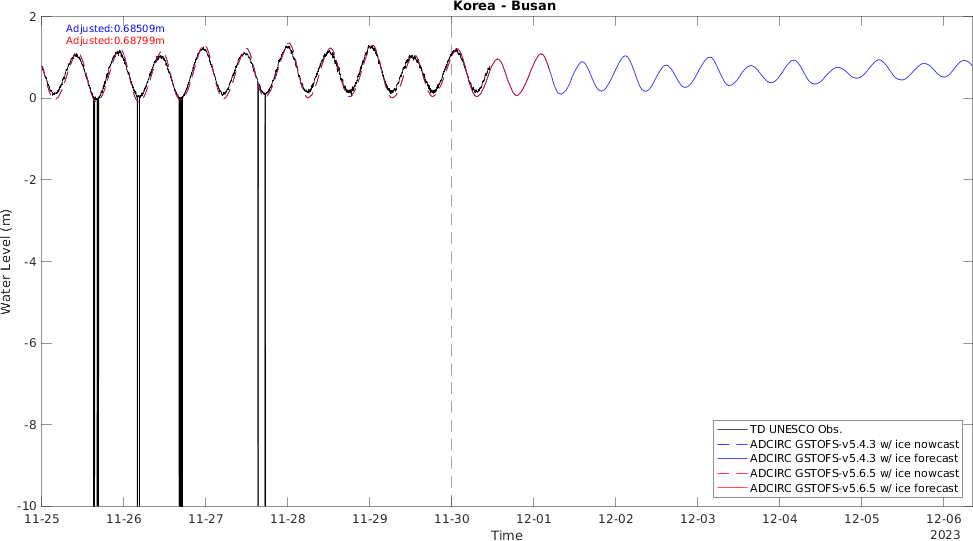 Korea - Busan
Adjusted:0.68509m
Adjusted:0.68799m
2
0
-2
-4
-6
-8
-10
Water Level (m)
11-25 11-26 11-27 11-28 11-29 11-30 12-01 12-02 12-03 12-04 12-05 12-06
Time
2023
TD UNESCO Obs.
ADCIRC GSTOFS-v5.4.3 w/ ice nowcast
ADCIRC GSTOFS-v5.4.3 w/ ice forecast
ADCIRC GSTOFS-v5.6.5 w/ ice nowcast
ADCIRC GSTOFS-v5.6.5 w/ ice forecast